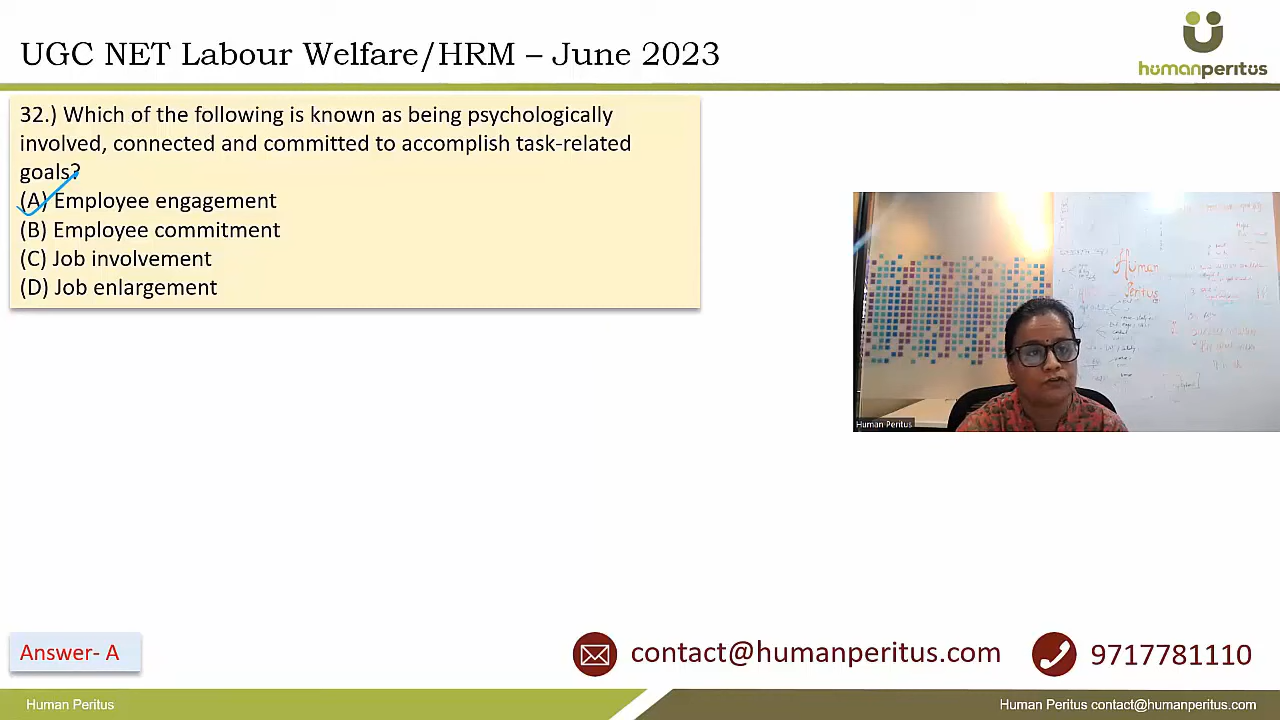 UGC NET Labour Welfare/HRM – June 2023
humanperitus
32.) Which of the following is known as being psychologically
involved, connected and committed to accomplish task-related
goals?
(A) Employee engagement
(B) Employee commitment
(C) Job involvement
(D) Job enlargement
Human
Peritus
Human Peritus
Answer- A
contact@humanperitus.com
9717781110
Human Peritus
Human Peritus contact@humanperitus.com